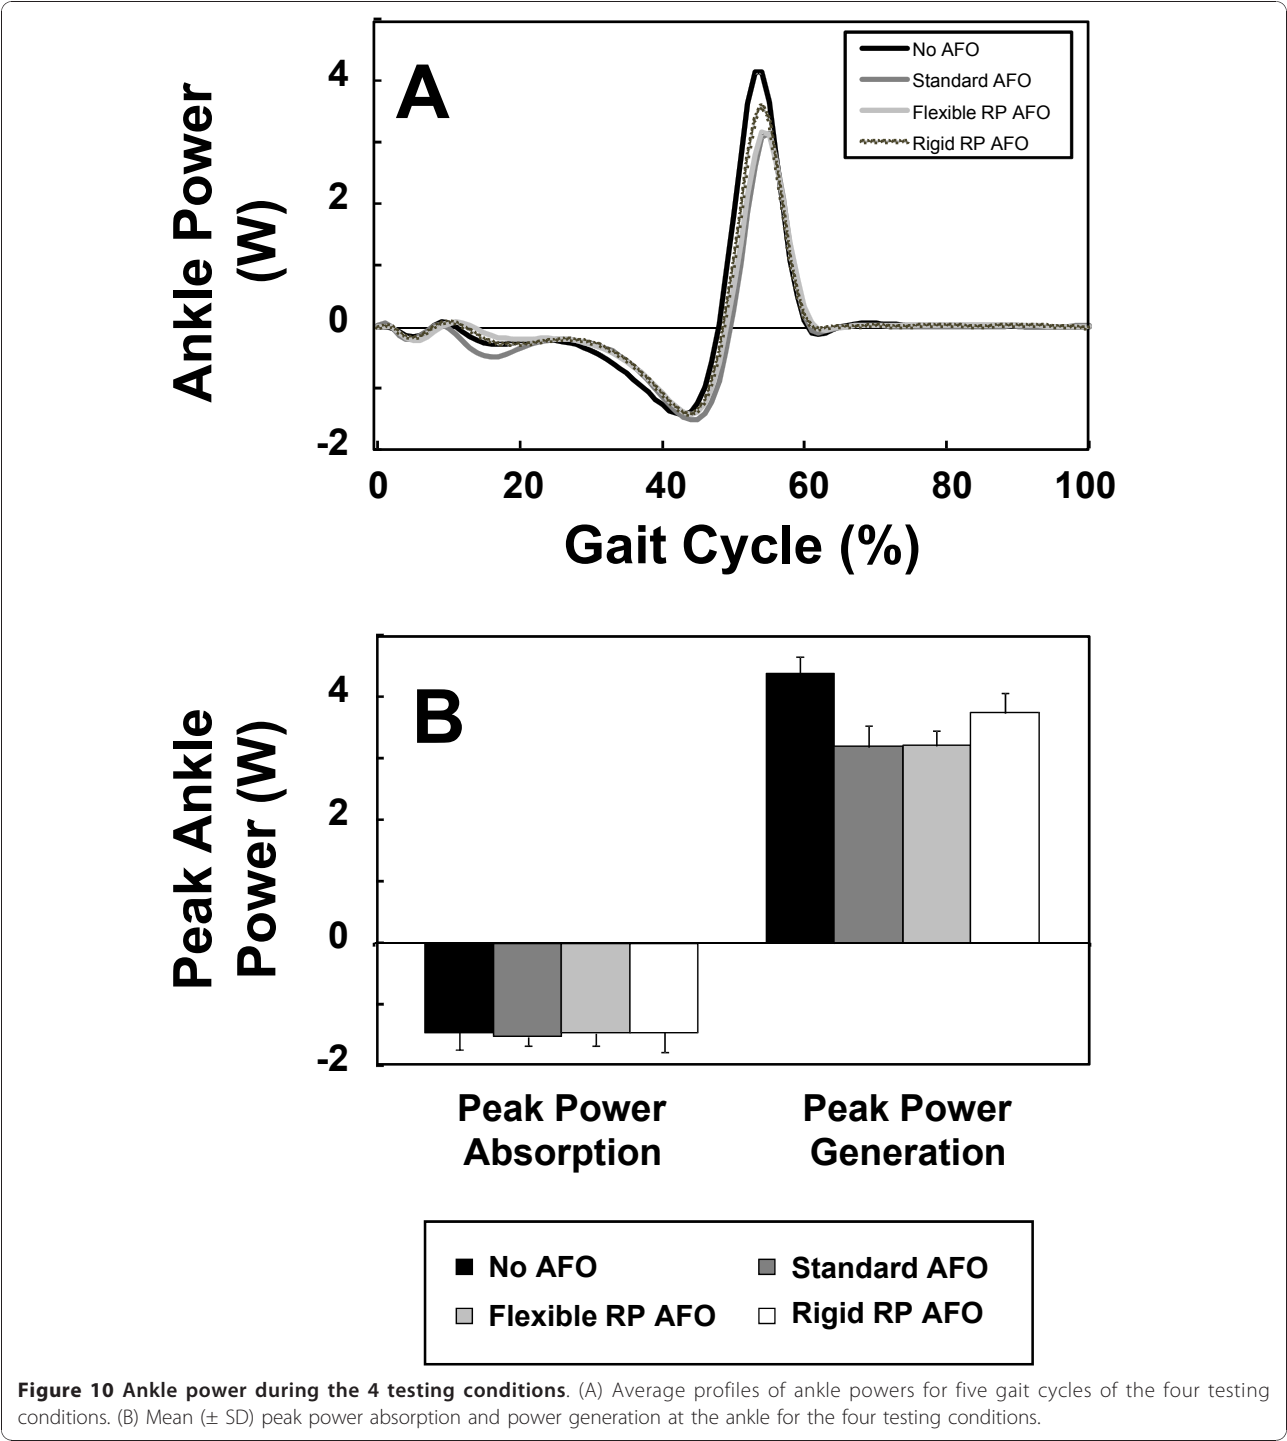 A
Ankle Power
(W)
4
2
0
-2
No AFO
Standard AFO
Flexible RP AFO
Rigid RP AFO
0 20 40 60 80 100
Gait Cycle (%)
B
Peak Ankle
Power (W)
4
2
0
-2
Peak Power
Absorption
Peak Power
Generation
No AFO
Standard AFO
Flexible RP AFO
Rigid RP AFO
Figure 10 Ankle power during the 4 testing conditions. (A) Average profiles of ankle powers for five gait cycles of the four testing
conditions. (B) Mean (± SD) peak power absorption and power generation at the ankle for the four testing conditions.